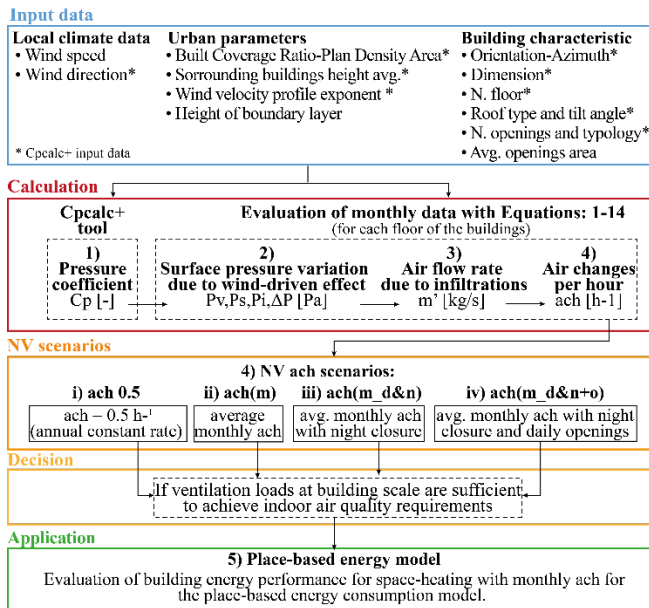 Input data
Local climate data
• Wind speed
• Wind direction*
* Cpcalc+ input data
Urban parameters
• Built Coverage Ratio-Plan Density Area*
• Sorrounding buildings height avg.*
• Wind velocity profile exponent *
• Height of boundary layer
Building characteristic
• Orientation-Azimuth*
• Dimension*
• N. floor*
• Roof type and tilt angle*
• N. openings and typology*
• Avg. openings area
Calculation
Cpcalc+
tool
Evaluation of monthly data with Equations: 1-14
(for each floor of the buildings)
1)
Pressure
coefficient
Cp [-]
2)
Surface pressure variation
due to wind-driven effect
Pv,Ps,Pi,ΔP [Pa]
3)
Air flow rate
due to infiltrations
m' [kg/s]
4)
Air changes
per hour
ach [h-1]
NV scenarios
4) NV ach scenarios:
i) ach 0.5
ach – 0.5 h-¹
(annual constant rate)
ii) ach(m)
average
monthly ach
iii) ach(m_d&n)
avg. monthly ach
with night closure
iv) ach(m_d&n+o)
avg. monthly ach with night
closure and daily openings
Decision
If ventilation loads at building scale are sufficient
to achieve indoor air quality requirements
Application
5) Place-based energy model
Evaluation of building energy performance for space-heating with monthly ach for
the place-based energy consumption model.